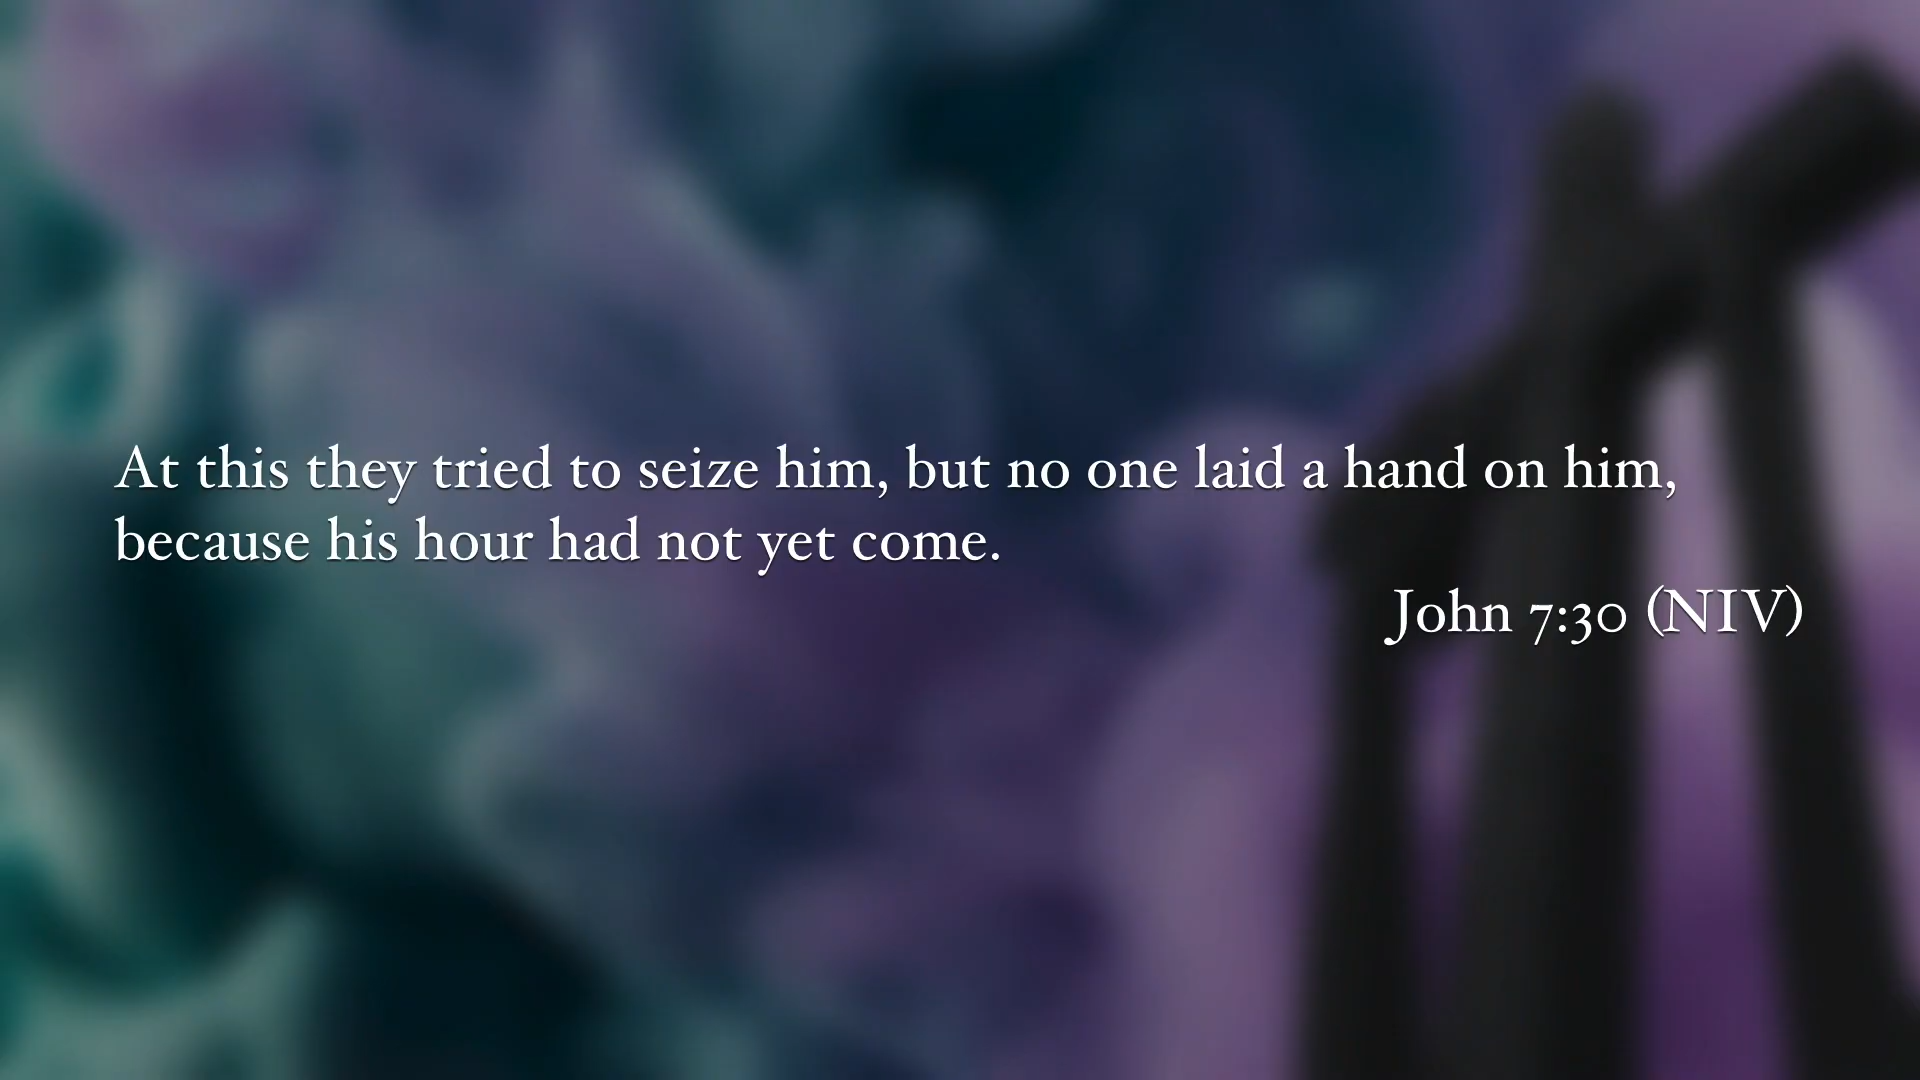 At this they tried to seize him, but no one laid a hand on him,
because his hour had not yet come.
John 7:30 (NIV)